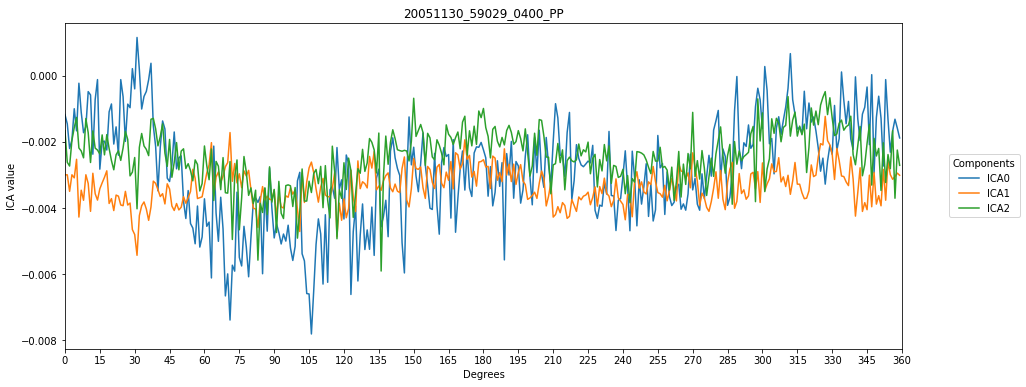 20051130_59029_0400_PP
ICA value
0.000
−0.002
−0.004
−0.006
−0.008
0 15 30 45 60 75 90 105 120 135 150 165 180 195 210 225 240 255 270 285 300 315 330 345 360
Degrees
Components
ICA0
ICA1
ICA2